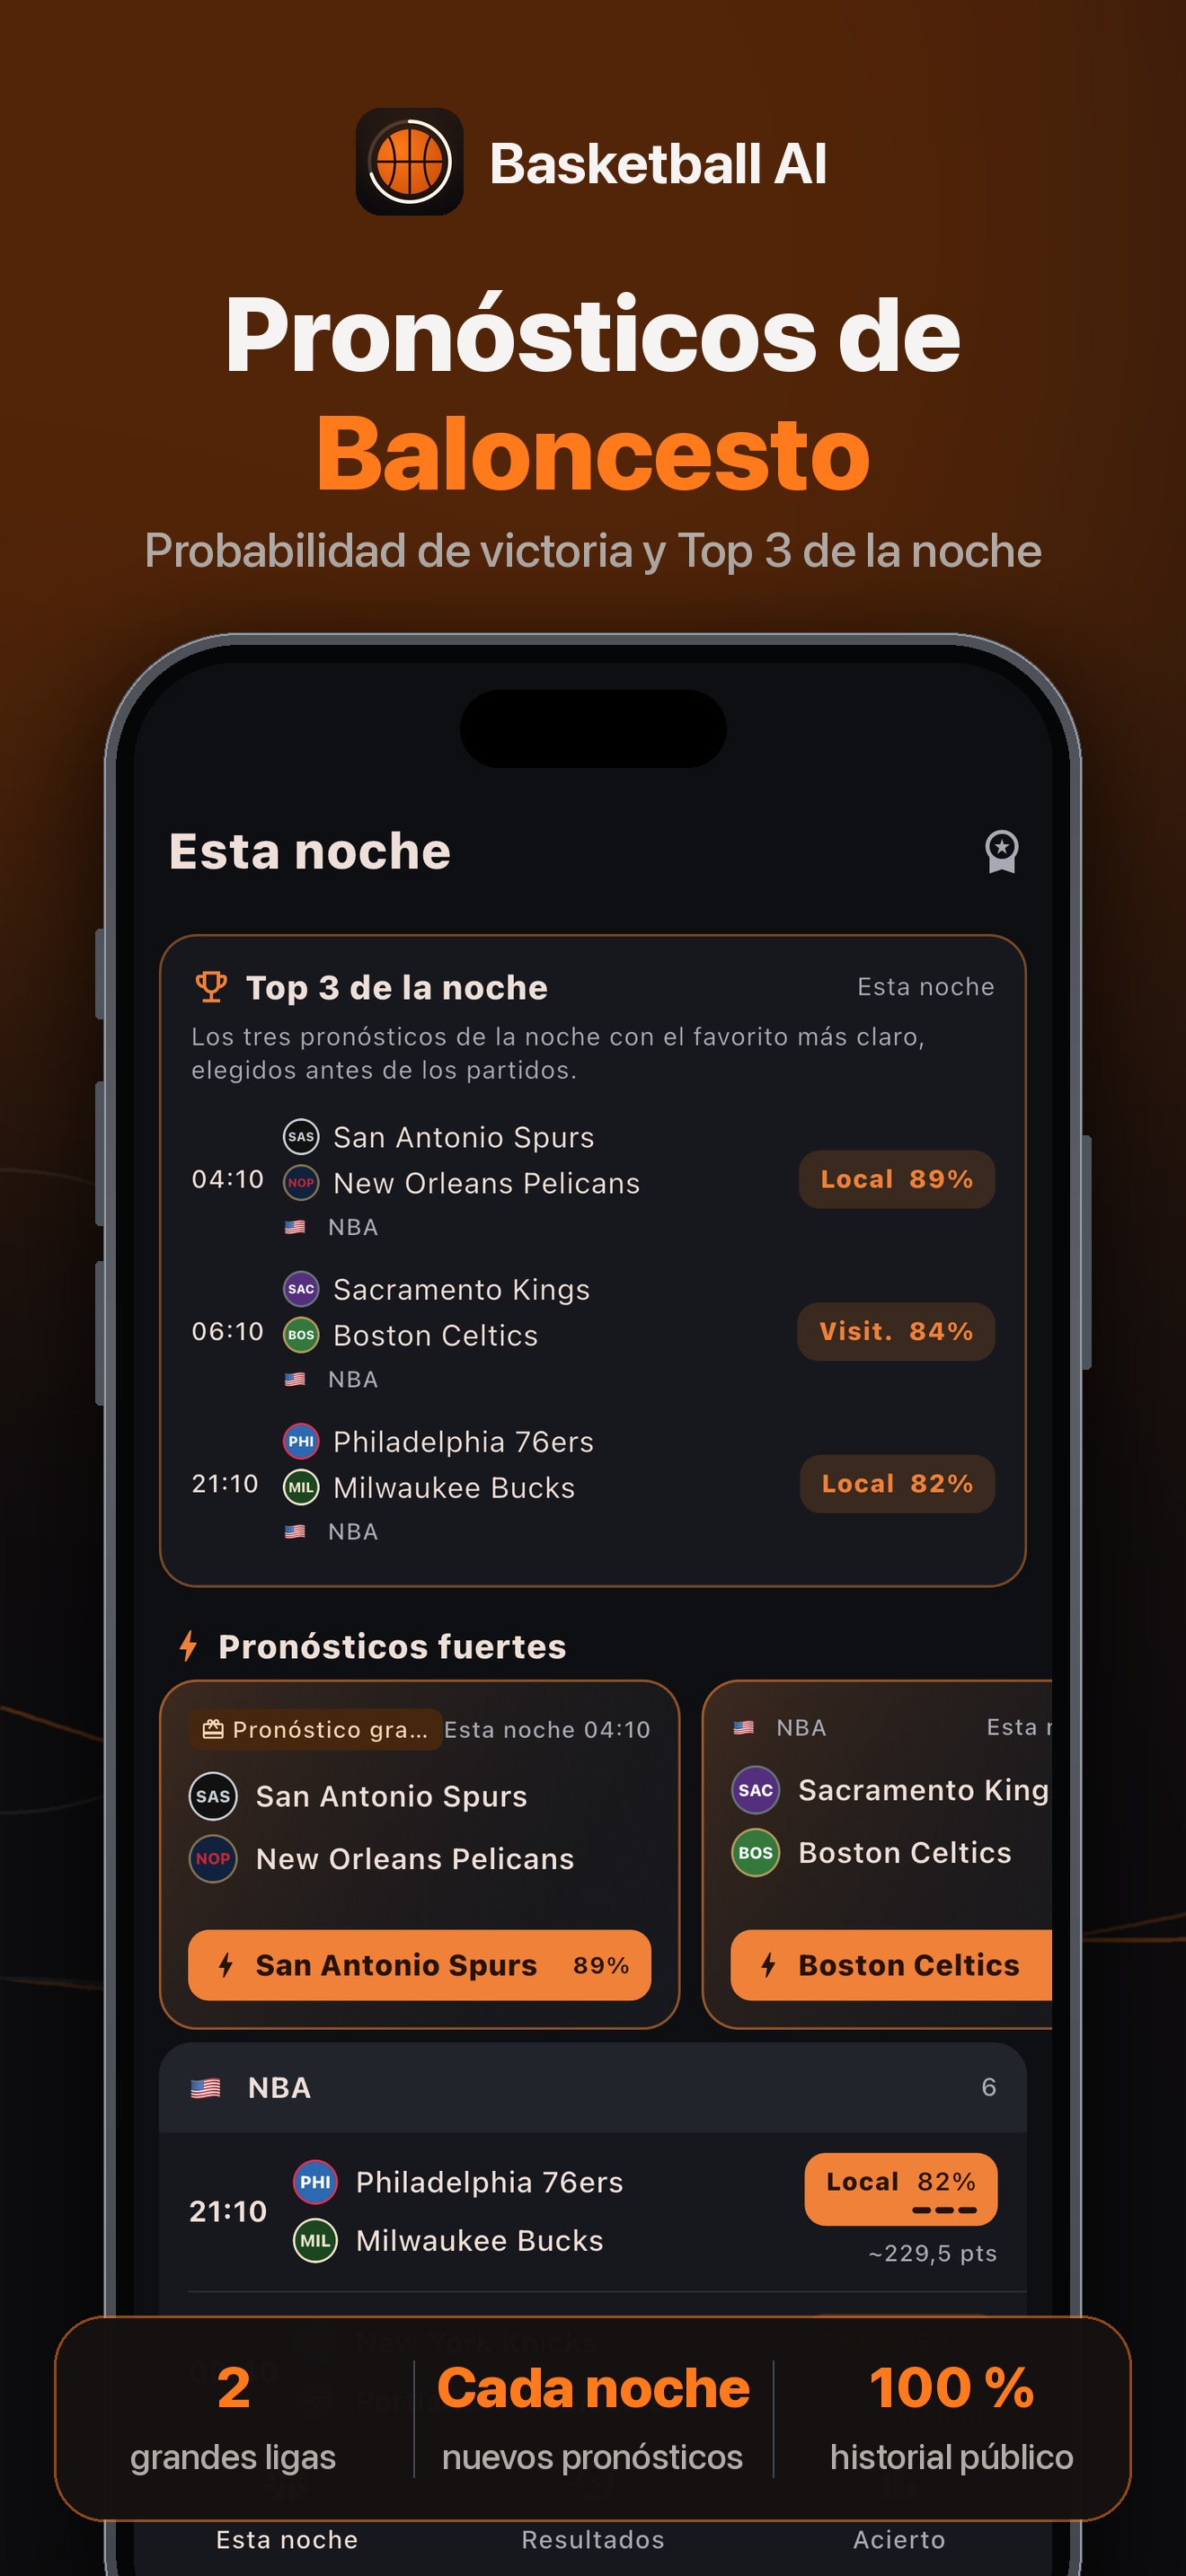 Basketball AI
Pronósticos de
Baloncesto
Probabilidad de victoria y Top 3 de la noche
Esta noche
Top 3 de la noche
Esta noche
Los tres pronósticos de la noche con el favorito más claro,
elegidos antes de los partidos.
04:10
SAS San Antonio Spurs
NOP New Orleans Pelicans
NBA
Local 89%
06:10
SAC Sacramento Kings
BOS Boston Celtics
NBA
Visit. 84%
21:10
PHI Philadelphia 76ers
MIL Milwaukee Bucks
NBA
Local 82%
Pronósticos fuertes
Pronóstico gra... Esta noche 04:10
SAS San Antonio Spurs
NOP New Orleans Pelicans
San Antonio Spurs 89%
NBA Esta
SAC Sacramento King
BOS Boston Celtics
Boston Celtics
NBA 6
21:10
PHI Philadelphia 76ers
MIL Milwaukee Bucks
Local 82%
~229,5 pts
New York Knicks
2
grandes ligas
Cada noche
nuevos pronósticos
100 %
historial público
Esta noche Resultados Acierto